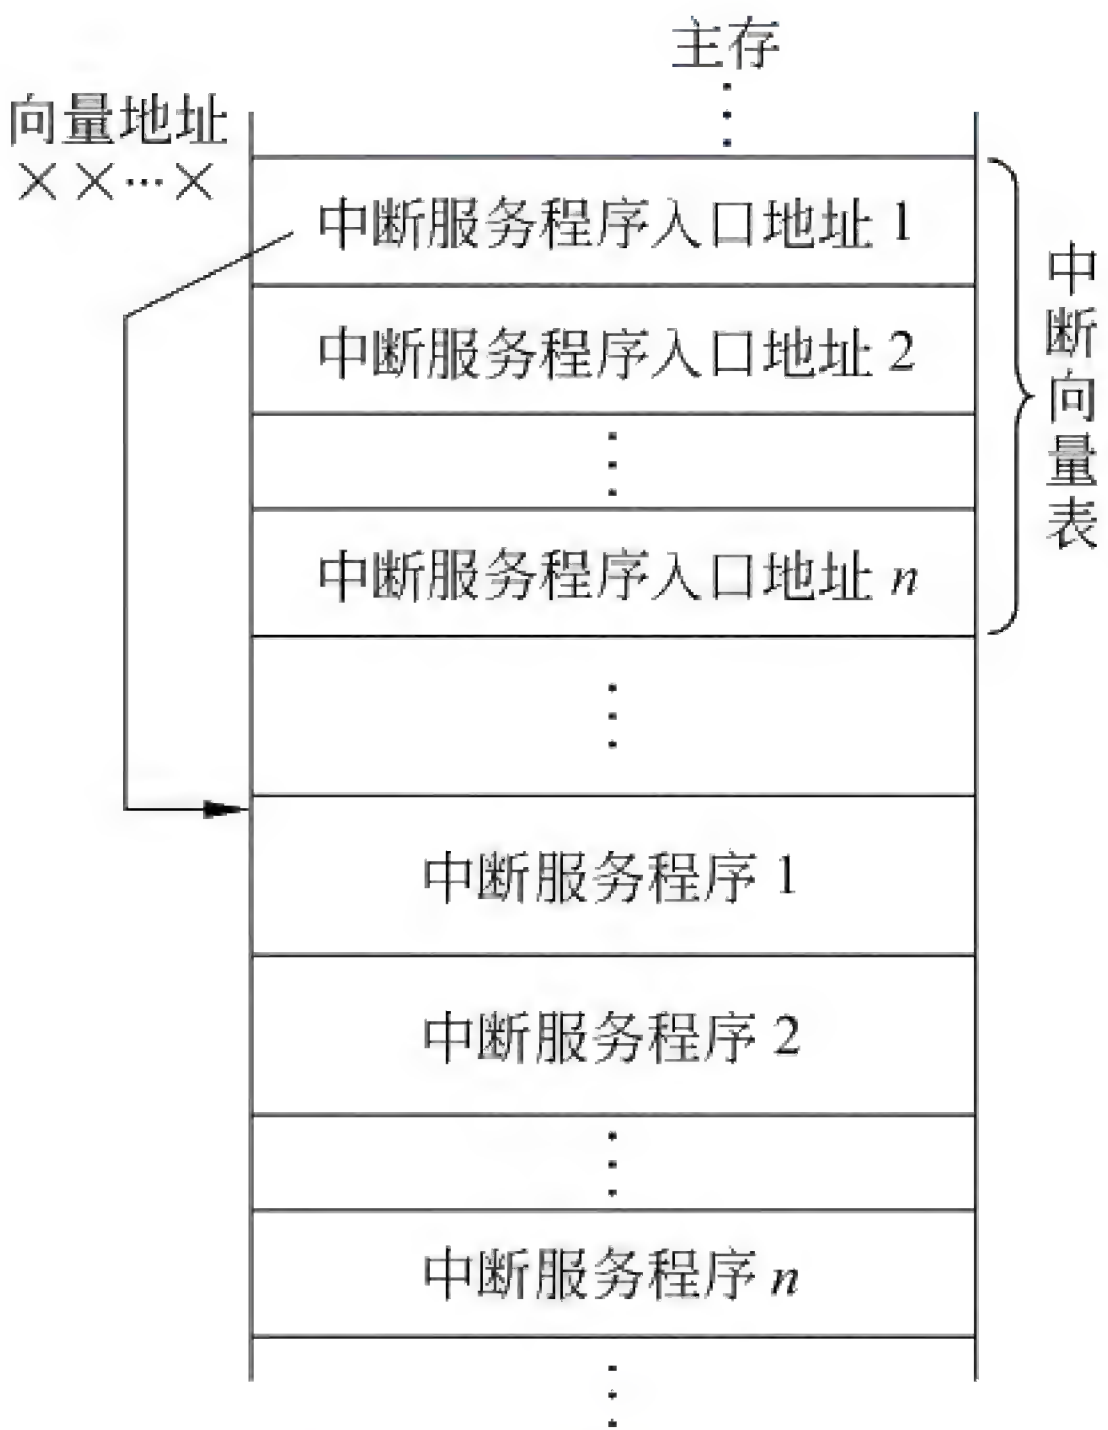 主存
向量地址
××…×
中断服务程序入口地址 1
中断服务程序入口地址 2
⋮
中断服务程序入口地址 n
中断向量表
⋮
中断服务程序 1
中断服务程序 2
⋮
中断服务程序 n
⋮